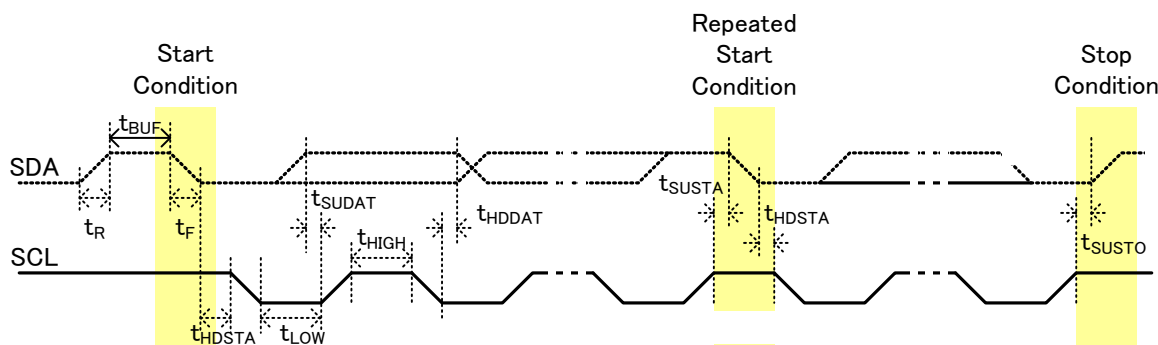 Start
Condition
Repeated
Start
Condition
Stop
Condition
tBUF
SDA
tR
tF
tSUDAT
tHDDAT
tSUSTA
tHDSTA
tSUSTO
tHIGH
SCL
tHDSTA
tLOW